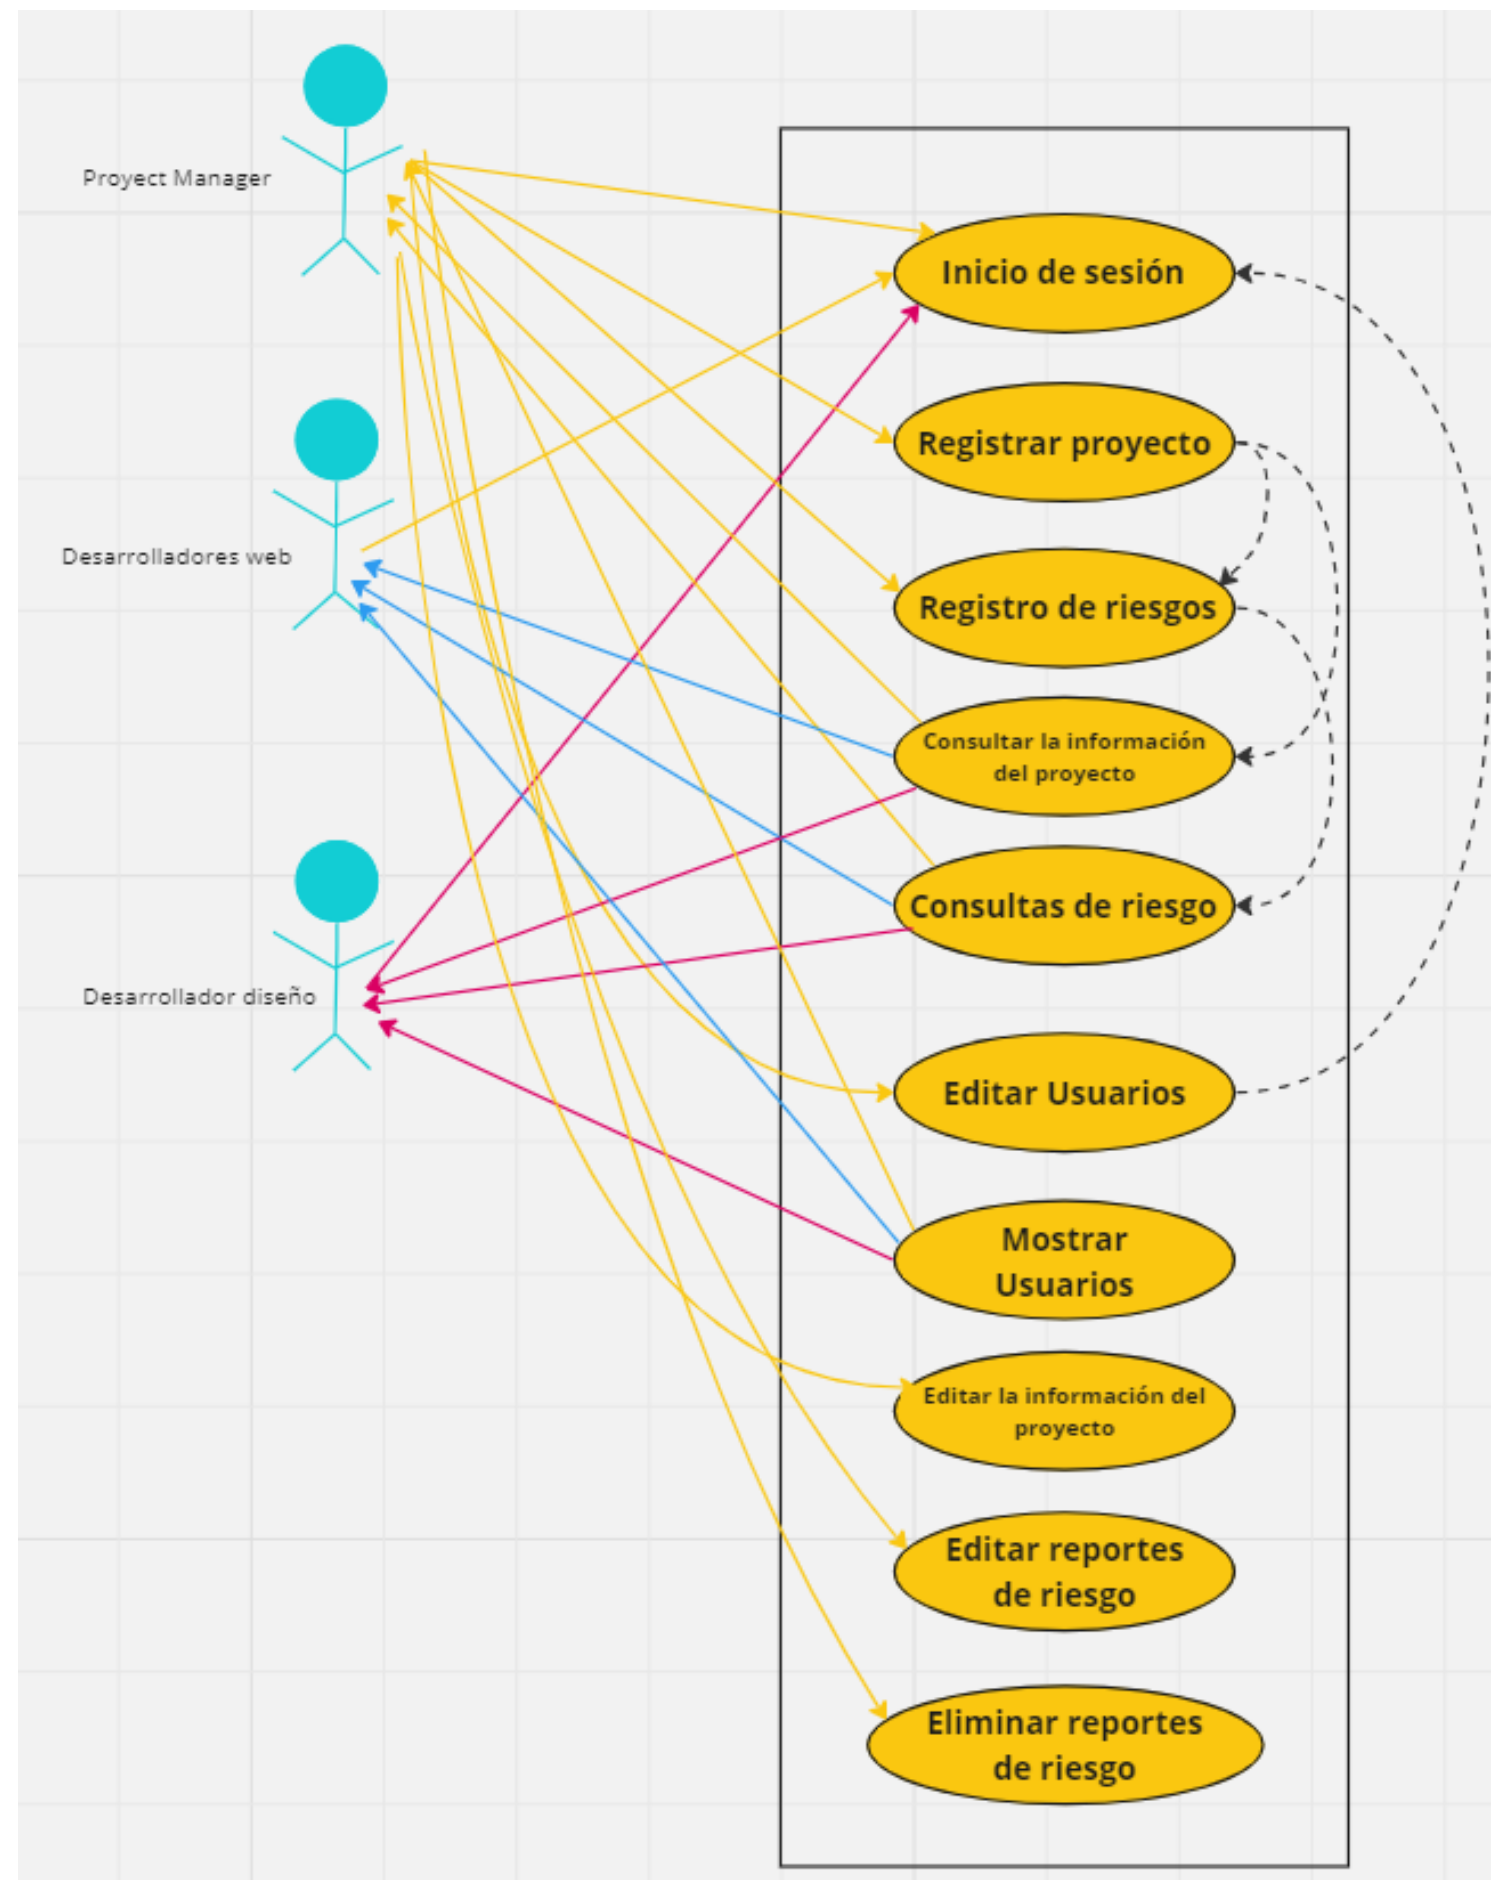 Proyect Manager
Desarrolladores web
Desarrollador diseño
Inicio de sesión
Registrar proyecto
Registro de riesgos
Consultar la información
del proyecto
Consultas de riesgo
Editar Usuarios
Mostrar
Usuarios
Editar la información del
proyecto
Editar reportes
de riesgo
Eliminar reportes
de riesgo